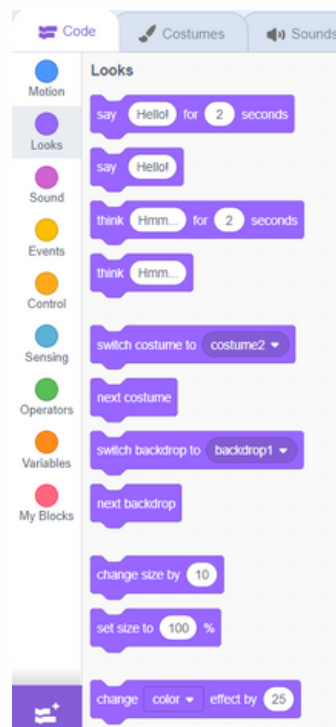 Code Costumes Sounds
Motion
Looks
Sound
Events
Control
Sensing
Operators
Variables
My Blocks
Looks
say Hello! for 2 seconds
say Hello!
think Hmm... for 2 seconds
think Hmm...
switch costume to costume2
next costume
switch backdrop to backdrop1
next backdrop
change size by 10
set size to 100 %
change color effect by 25